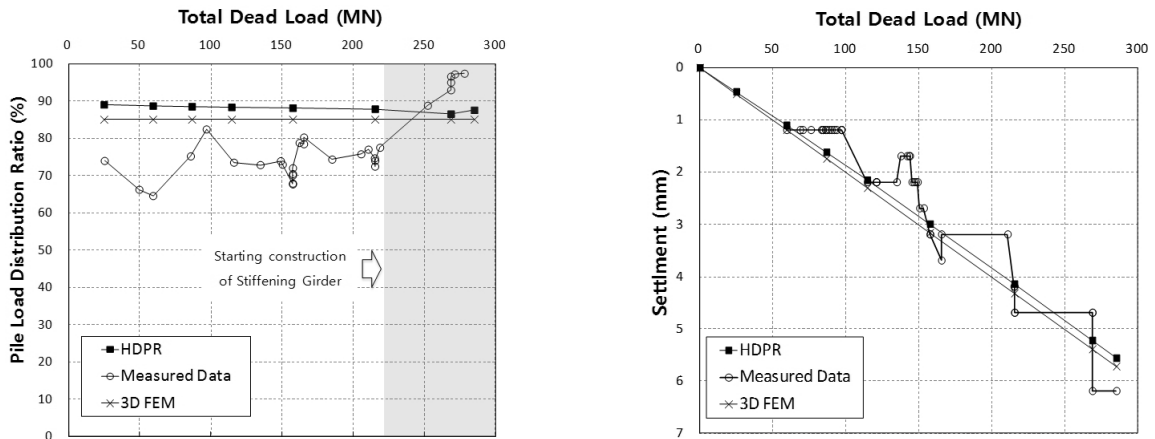 Total Dead Load (MN)
0 50 100 150 200 250 300
100
90
80
70
60
50
40
30
20
10
0
Pile Load Distribution Ratio (%)
Starting construction
of Stiffening Girder
HDPR
Measured Data
3D FEM
Total Dead Load (MN)
0 50 100 150 200 250 300
0
1
2
3
4
5
6
7
Settlment (mm)
HDPR
Measured Data
3D FEM